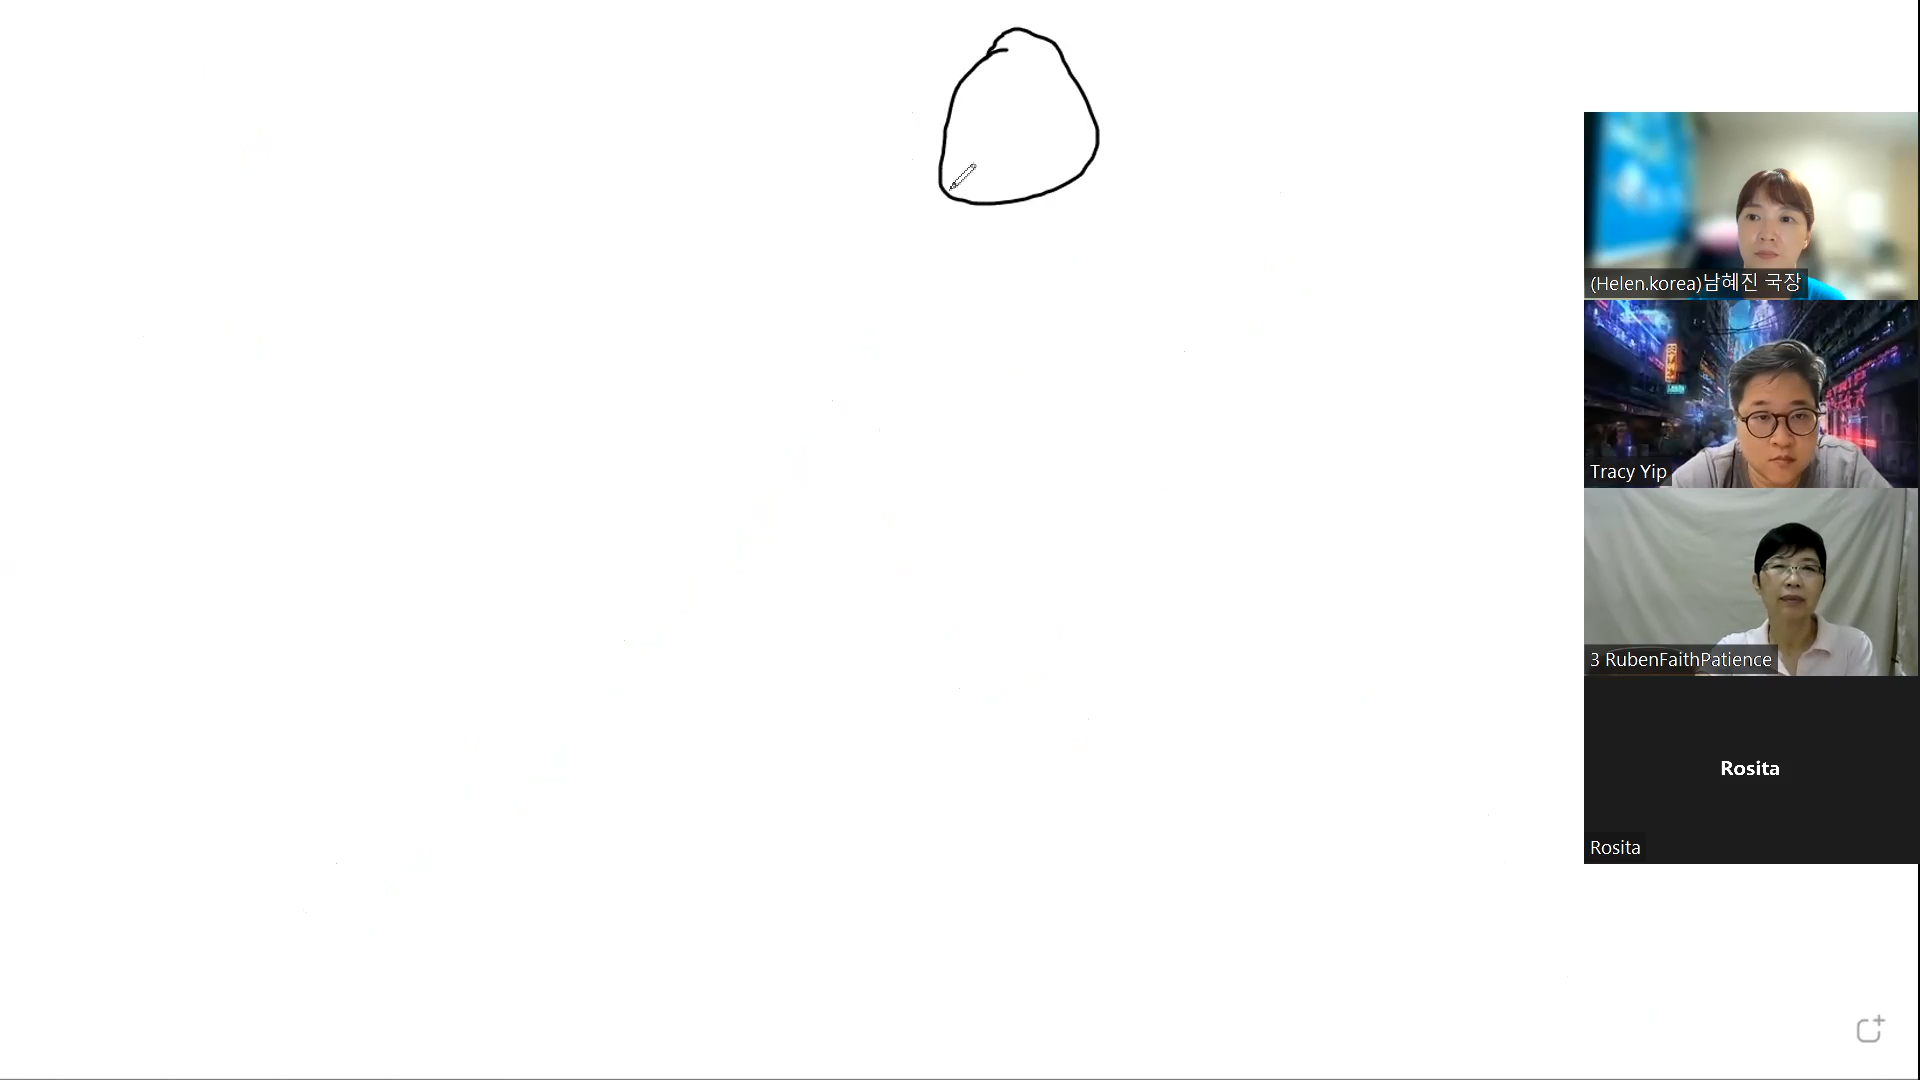 (Helen.korea)남혜진 국장
Tracy Yip
3 RubenFaithPatience
Rosita
Rosita